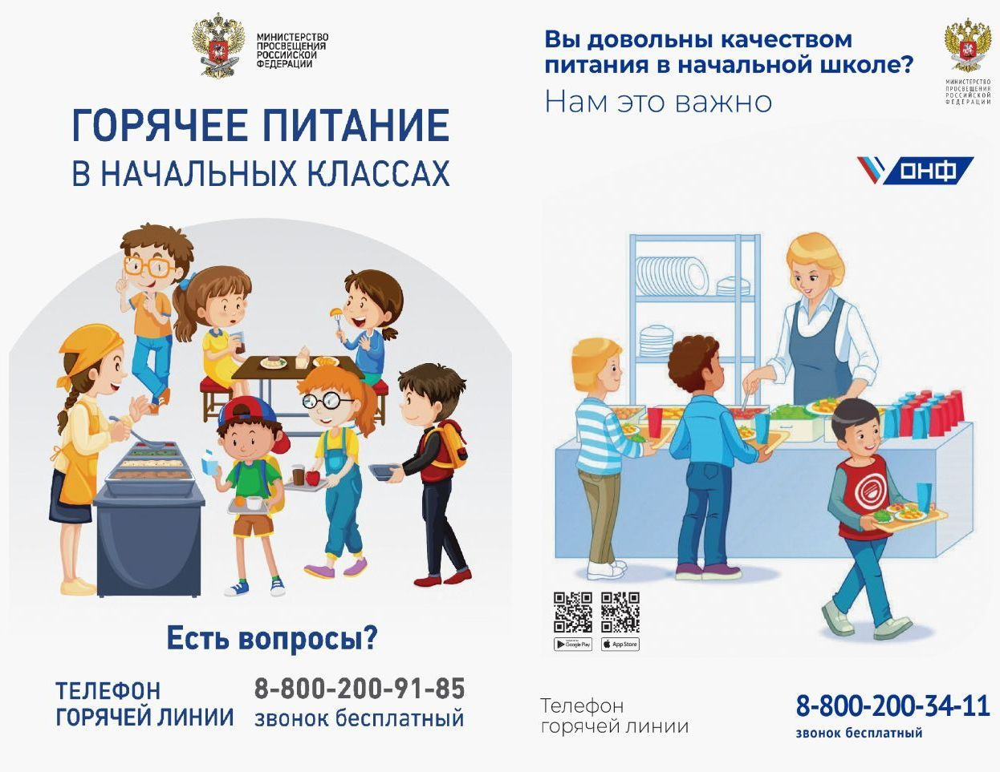 МИНИСТЕРСТВО
ПРОСВЕЩЕНИЯ
РОССИЙСКОЙ
ФЕДЕРАЦИИ
ГОРЯЧЕЕ ПИТАНИЕ
В НАЧАЛЬНЫХ КЛАССАХ
Есть вопросы?
ТЕЛЕФОН
ГОРЯЧЕЙ ЛИНИИ
8-800-200-91-85
звонок бесплатный
Вы довольны качеством
питания в начальной школе?
Нам это важно
МИНИСТЕРСТВО
ПРОСВЕЩЕНИЯ
РОССИЙСКОЙ
ФЕДЕРАЦИИ
ОНФ
Google Play
App Store
Телефон
горячей линии
8-800-200-34-11
звонок бесплатный